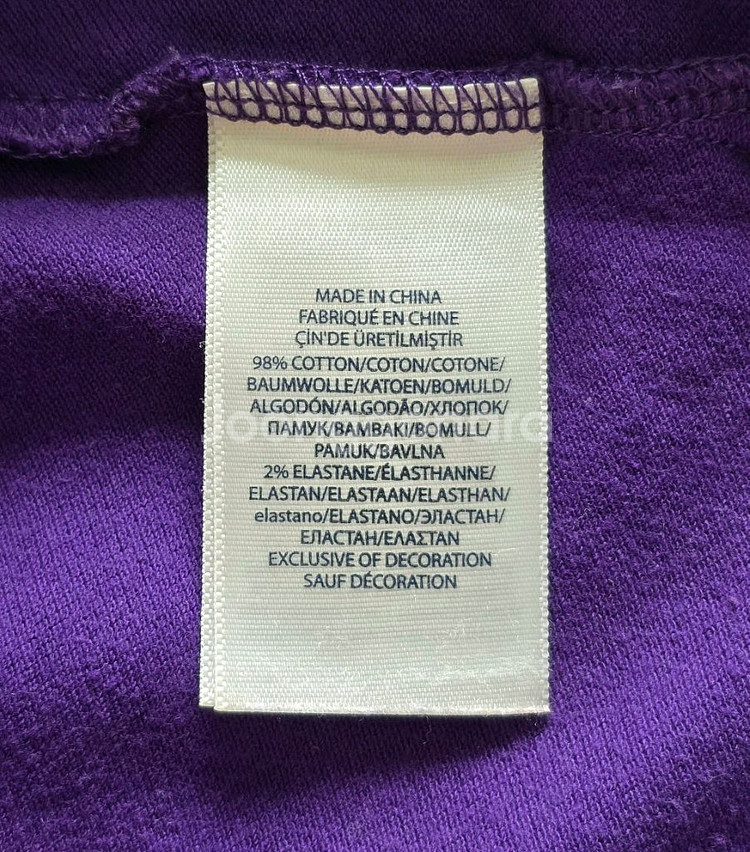 MADE IN CHINA
FABRIQUÉ EN CHINE
ÇİN'DE ÜRETİLMİŞTİR
98% COTTON/COTON/COTONE/
BAUMWOLLE/KATOEN/BOMULD/
ALGODÓN/ALGODÃO/ХЛОПОК/
ПАМУК/BAMBAKI/BOMULL/
PAMUK/BAVLNA
2% ELASTANE/ÉLASTHANNE/
ELASTAN/ELASTAAN/ELASTHAN/
elastano/ELASTANO/ЭЛАСТАН/
ЕЛАСТАН/ΕΛΑΣΤΑΝ
EXCLUSIVE OF DECORATION
SAUF DÉCORATION